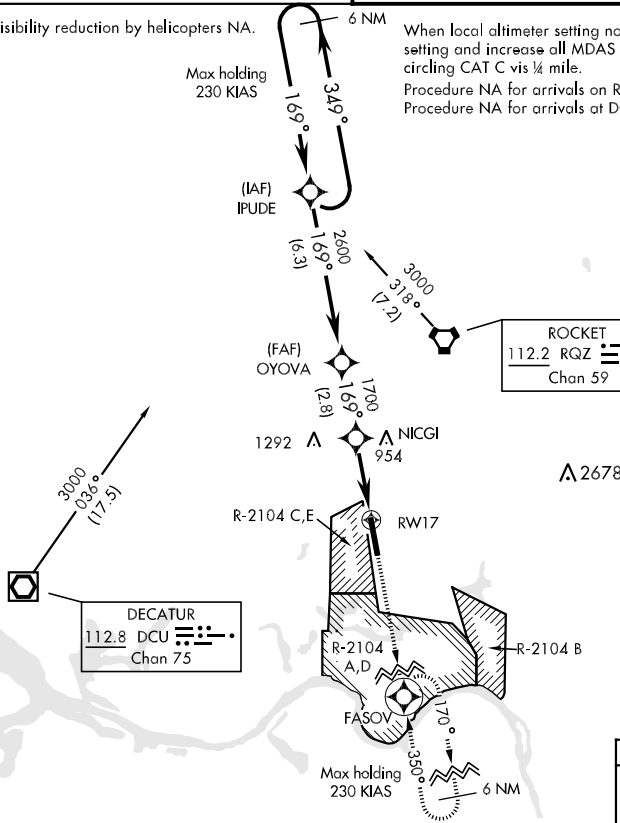 isibility reduction by helicopters NA.
6 NM
When local altimeter setting no
setting and increase all MDAS
circling CAT C vis ¼ mile.
Procedure NA for arrivals on R
Procedure NA for arrivals at D
Max holding
230 KIAS
169°
349°
(IAF)
IPUDE
2600
169°
(6.3)
3000
318°
(7.2)
ROCKET
112.2 RQZ
Chan 59
(FAF)
OYOVA
1700
169°
(2.8)
1292
NICGI
954
2678
3000
036°
(17.5)
R-2104 C,E
RW17
DECATUR
112.8 DCU
Chan 75
R-2104
A,D
R-2104 B
FASOV
170°
350°
Max holding
230 KIAS
6 NM